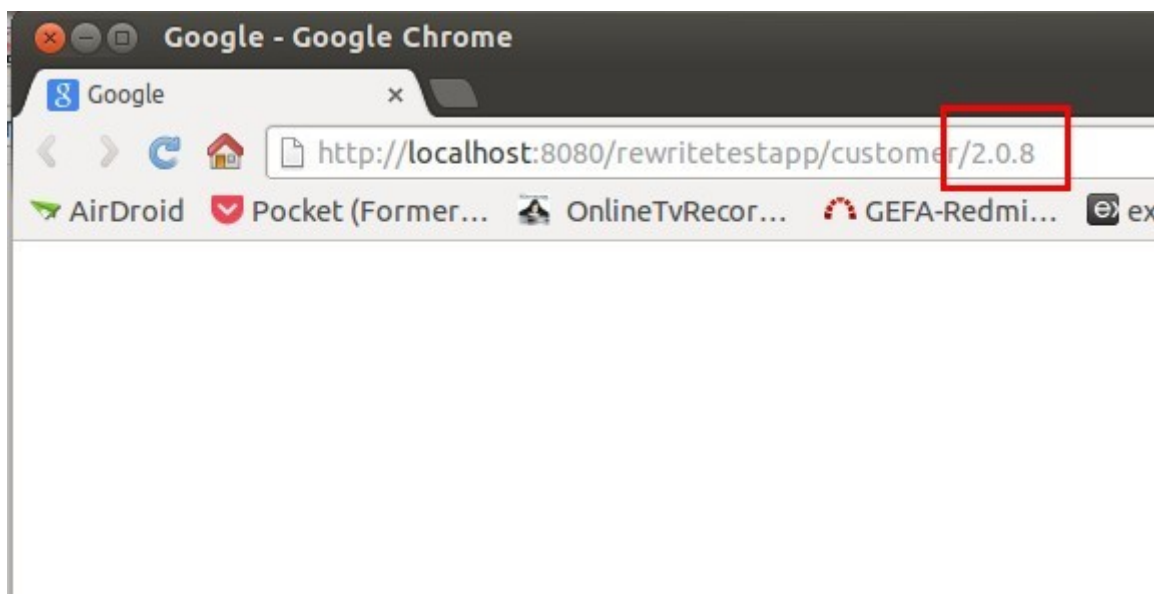 Google - Google Chrome
Google
http://localhost:8080/rewritetestapp/customer/2.0.8
AirDroid Pocket (Former... OnlineTvRecor... GEFA-Redmi... ex